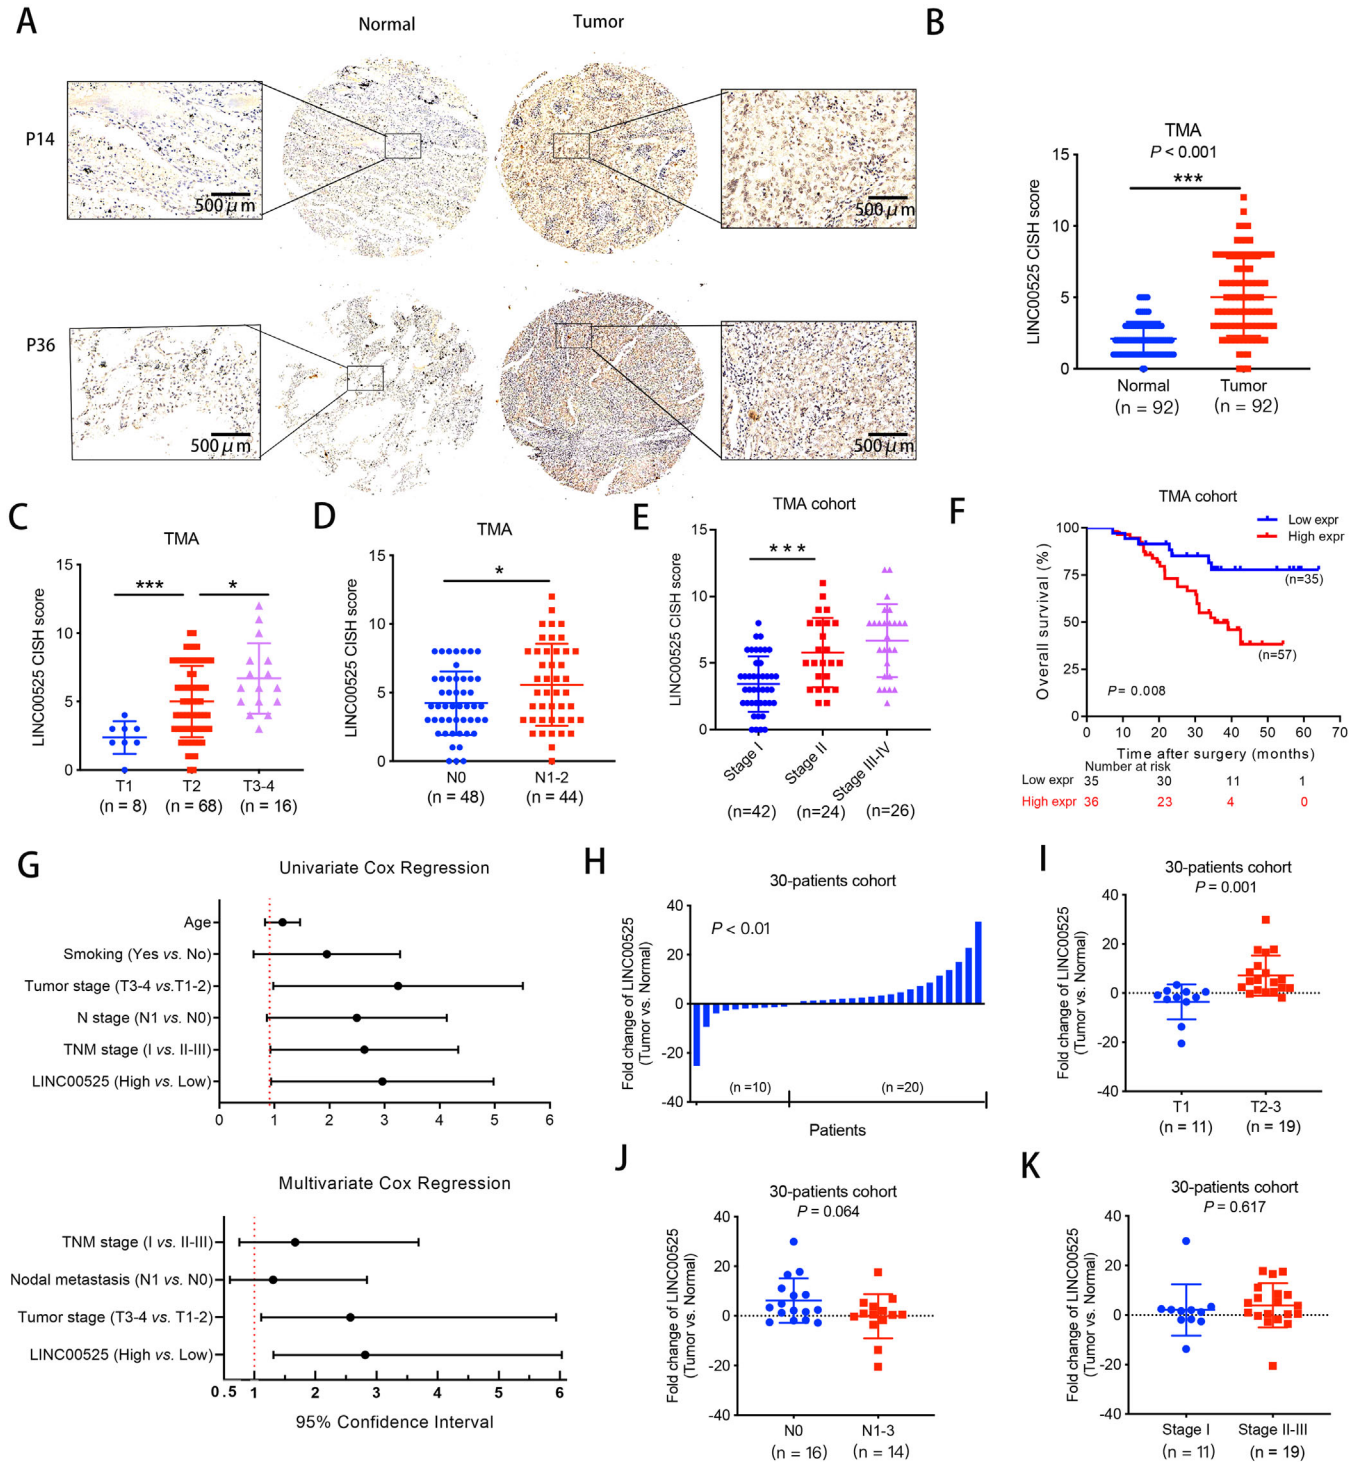 A
Normal
Tumor
P14
500 μm
500 μm
P36
500 μm
500 μm
B
TMA
P < 0.001
***
LINC00525 CISH score
15
10
5
0
Normal
(n = 92)
Tumor
(n = 92)
C
TMA
***
*
LINC00525 CISH score
15
10
5
0
T1
(n = 8)
T2
(n = 68)
T3-4
(n = 16)
D
TMA
*
LINC00525 CISH score
15
10
5
0
N0
(n = 48)
N1-2
(n = 44)
E
TMA cohort
***
LINC00525 CISH score
15
10
5
0
Stage I
Stage II
Stage III-IV
(n=42)
(n=24)
(n=26)
F
TMA cohort
Low expr
High expr
Overall survival (%)
100
75
50
25
0
(n=35)
(n=57)
P = 0.008
0 10 20 30 40 50 60 70
Time after surgery (months)
Number at risk
Low expr 35 30 11 1
High expr 36 23 4 0
G
Univariate Cox Regression
Age
Smoking (Yes vs. No)
Tumor stage (T3-4 vs.T1-2)
N stage (N1 vs. N0)
TNM stage (I vs. II-III)
LINC00525 (High vs. Low)
0 1 2 3 4 5 6
Multivariate Cox Regression
TNM stage (I vs. II-III)
Nodal metastasis (N1 vs. N0)
Tumor stage (T3-4 vs. T1-2)
LINC00525 (High vs. Low)
0.5 1 2 3 4 5 6
95% Confidence Interval
H
30-patients cohort
P < 0.01
Fold change of LINC00525
(Tumor vs. Normal)
40
20
0
-20
-40
(n =10)
(n =20)
Patients
I
30-patients cohort
P = 0.001
Fold change of LINC00525
(Tumor vs. Normal)
40
20
0
-20
-40
T1
(n = 11)
T2-3
(n = 19)
J
30-patients cohort
P = 0.064
Fold change of LINC00525
(Tumor vs. Normal)
40
20
0
-20
-40
N0
(n = 16)
N1-3
(n = 14)
K
30-patients cohort
P = 0.617
Fold change of LINC00525
(Tumor vs. Normal)
40
20
0
-20
-40
Stage I
(n = 11)
Stage II-III
(n = 19)